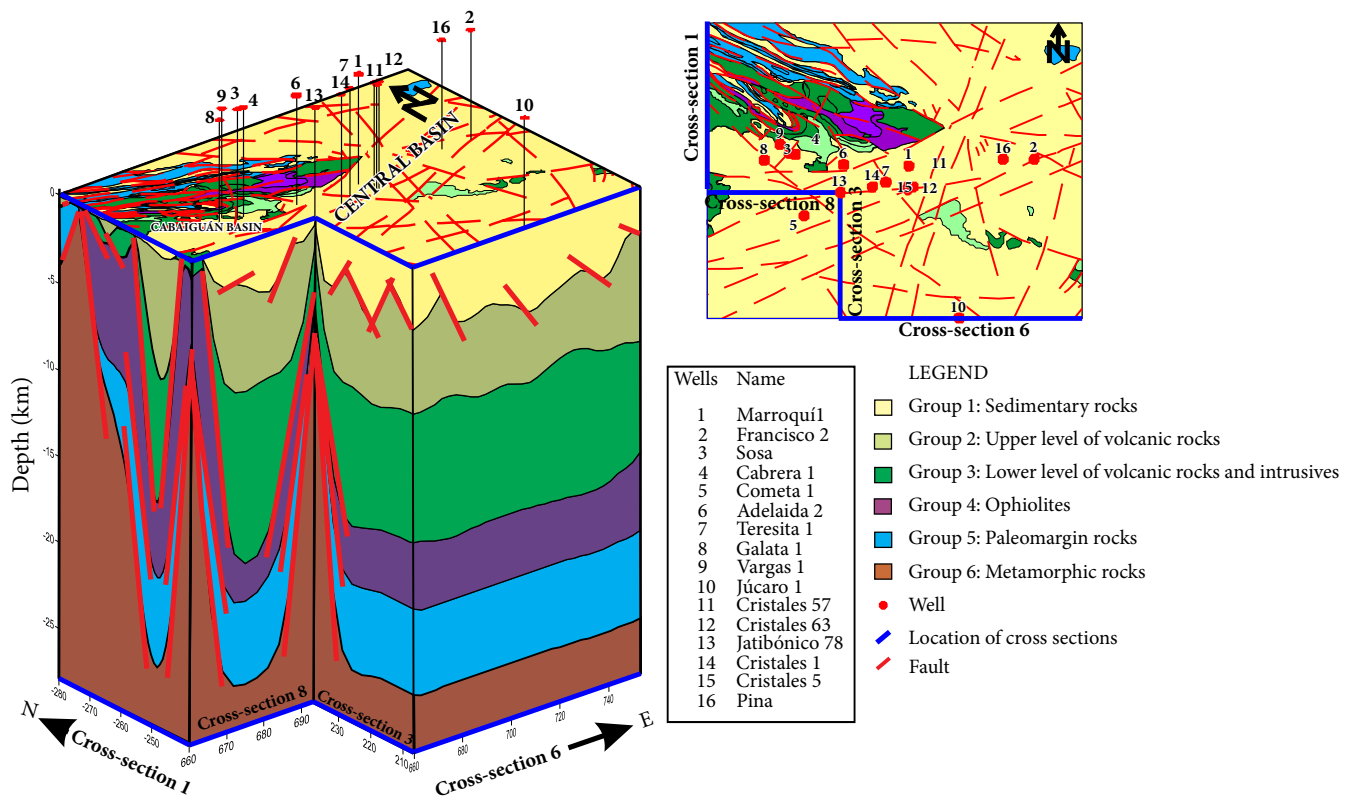 2
16
12
1
7
11
14
6
13
10
3
9
4
8
N
CENTRAL BASIN
CABAIGUÁN BASIN
0
-5
-10
-15
-20
-25
Depth (km)
-280
-270
-260
-250
660
670
680
690
230
220
210
660
680
700
720
740
N
E
Cross-section 1
Cross-section 8
Cross-section 3
Cross-section 6
Cross-section 1
N
9
4
8
3
6
1
11
16
2
7
14
13
15
12
Cross-section 8
Cross-section 3
5
10
Cross-section 6
Wells Name
1 Marroquí1
2 Francisco 2
3 Sosa
4 Cabrera 1
5 Cometa 1
6 Adelaida 2
7 Teresita 1
8 Galata 1
9 Vargas 1
10 Júcaro 1
11 Cristales 57
12 Cristales 63
13 Jatibónico 78
14 Cristales 1
15 Cristales 5
16 Pina
LEGEND
Group 1: Sedimentary rocks
Group 2: Upper level of volcanic rocks
Group 3: Lower level of volcanic rocks and intrusives
Group 4: Ophiolites
Group 5: Paleomargin rocks
Group 6: Metamorphic rocks
Well
Location of cross sections
Fault